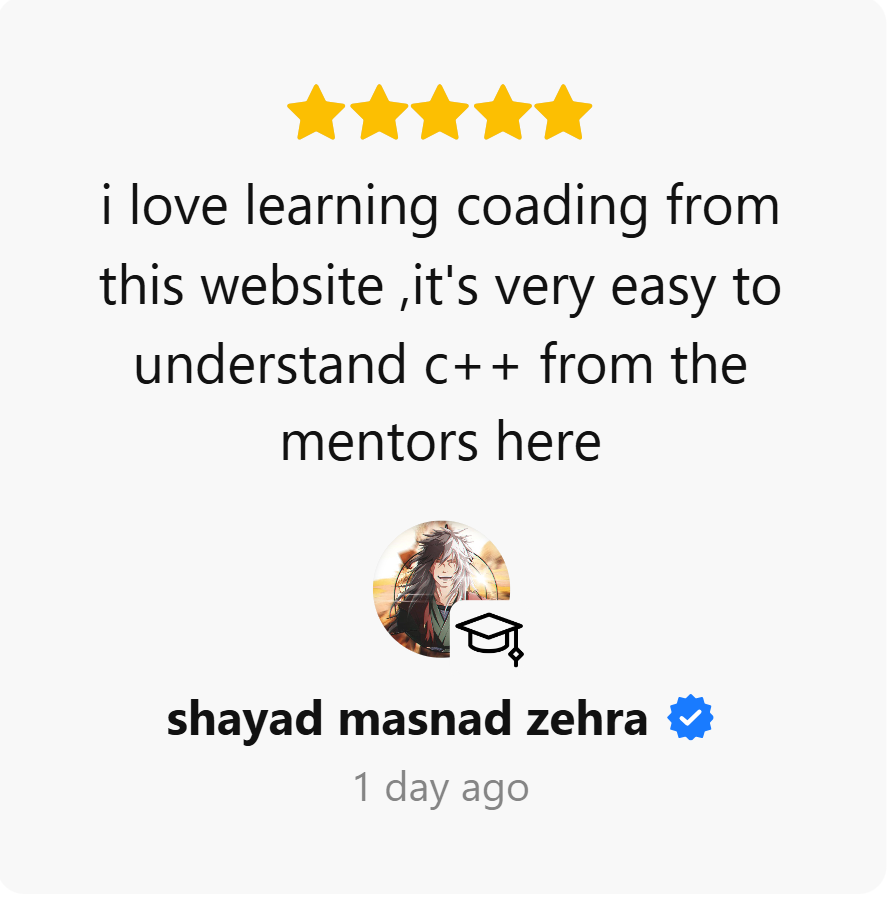 i love learning coading from
this website ,it's very easy to
understand c++ from the
mentors here
shayad masnad zehra
1 day ago